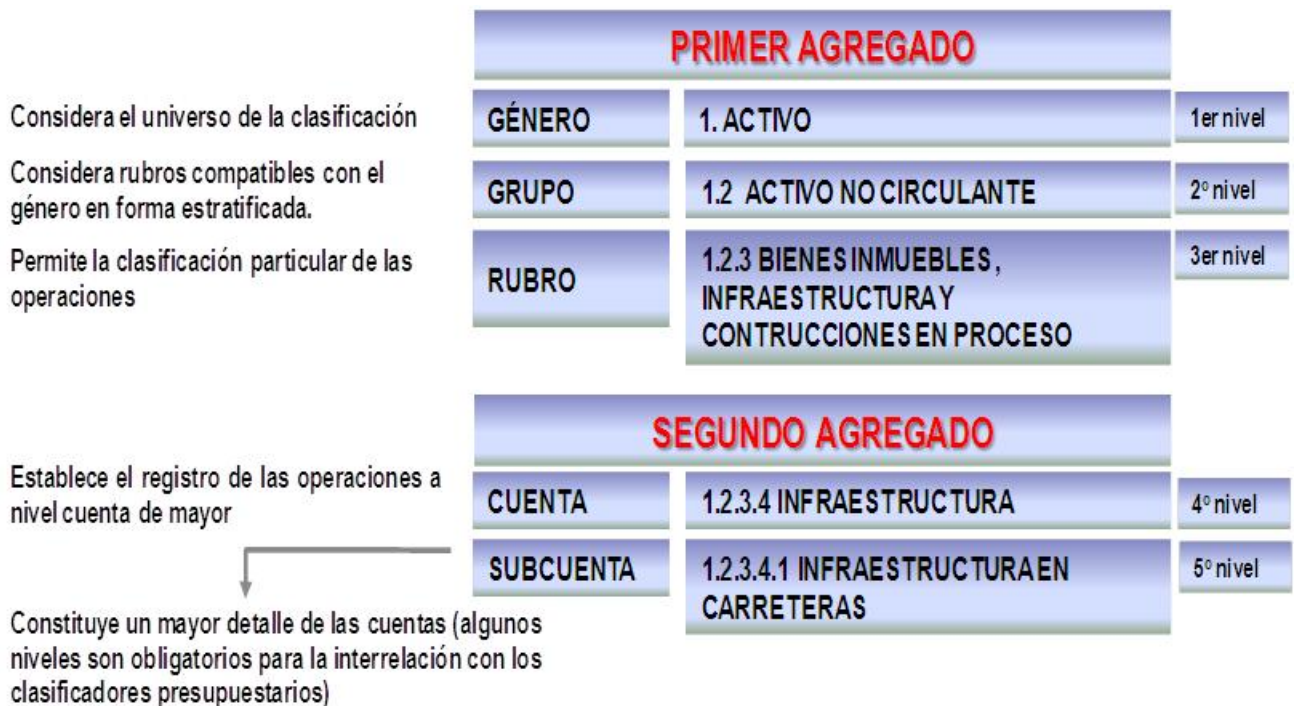 PRIMER AGREGADO
Considera el universo de la clasificación
GÉNERO
1. ACTIVO
1er nivel
Considera rubros compatibles con el
género en forma estratificada.
GRUPO
1.2 ACTIVO NO CIRCULANTE
2º nivel
Permite la clasificación particular de las
operaciones
RUBRO
1.2.3 BIENES INMUEBLES ,
INFRAESTRUCTURA Y
CONTRUCCIONES EN PROCESO
3er nivel
SEGUNDO AGREGADO
Establece el registro de las operaciones a
nivel cuenta de mayor
CUENTA
1.2.3.4 INFRAESTRUCTURA
4º nivel
SUBCUENTA
1.2.3.4.1 INFRAESTRUCTURA EN
CARRETERAS
5º nivel
Constituye un mayor detalle de las cuentas (algunos
niveles son obligatorios para la interrelación con los
clasificadores presupuestarios)